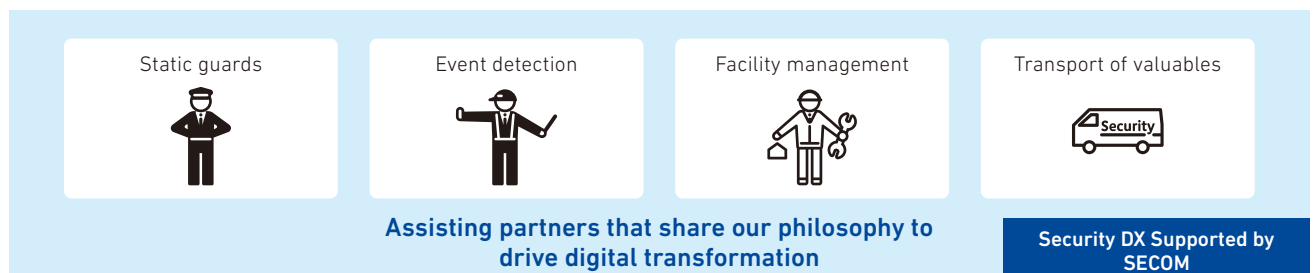 Static guards
Event detection
Facility management
Transport of valuables
Security
Assisting partners that share our philosophy to
drive digital transformation
Security DX Supported by
SECOM